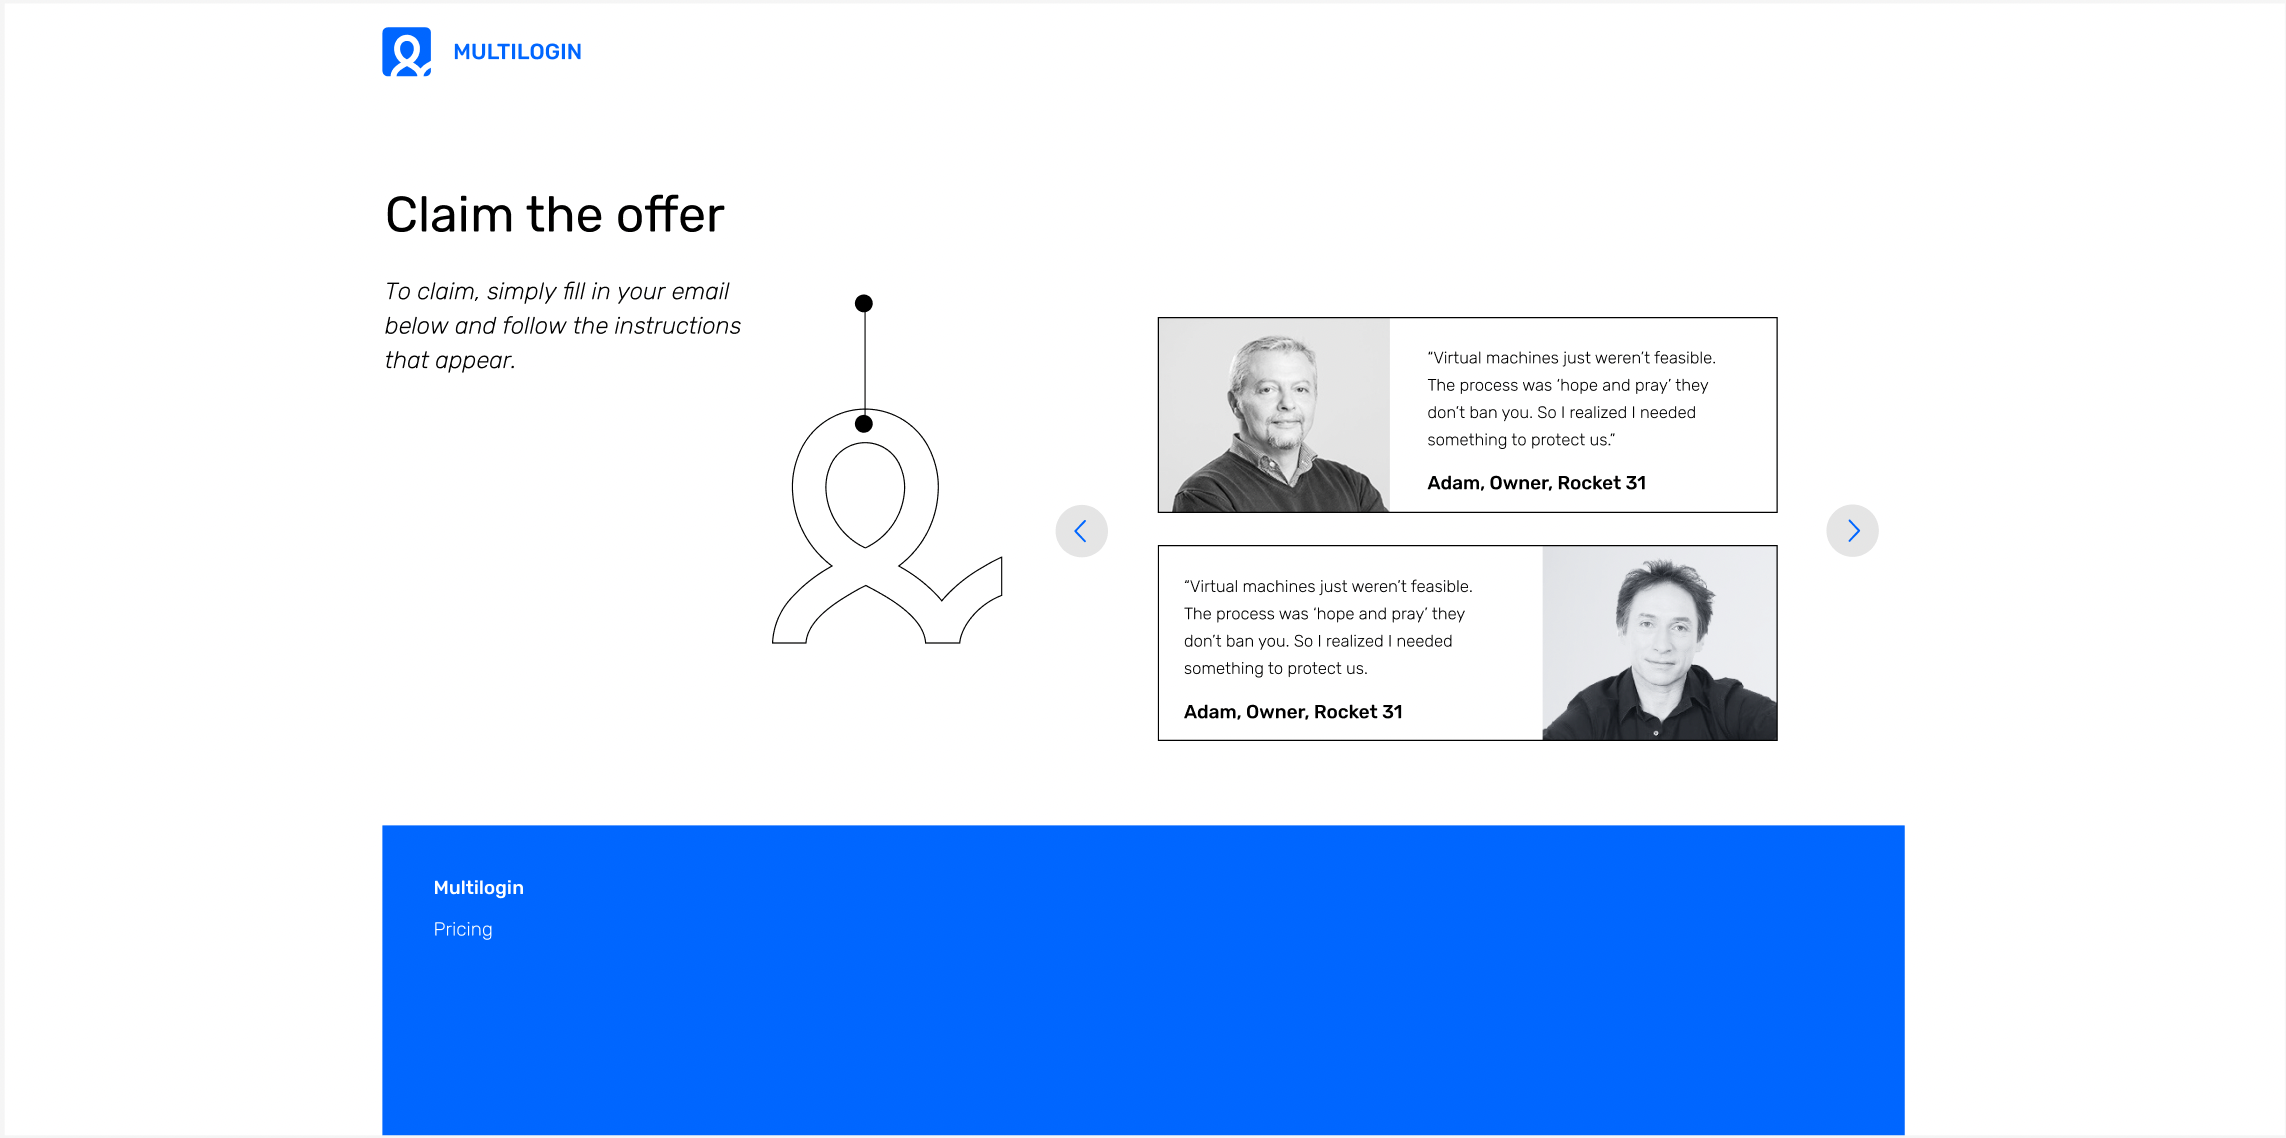 MULTILOGIN
Claim the offer
To claim, simply fill in your email
below and follow the instructions
that appear.
“Virtual machines just weren’t feasible.
The process was ‘hope and pray’ they
don’t ban you. So I realized I needed
something to protect us.”
Adam, Owner, Rocket 31
“Virtual machines just weren’t feasible.
The process was ‘hope and pray’ they
don’t ban you. So I realized I needed
something to protect us.
Adam, Owner, Rocket 31
Multilogin
Pricing